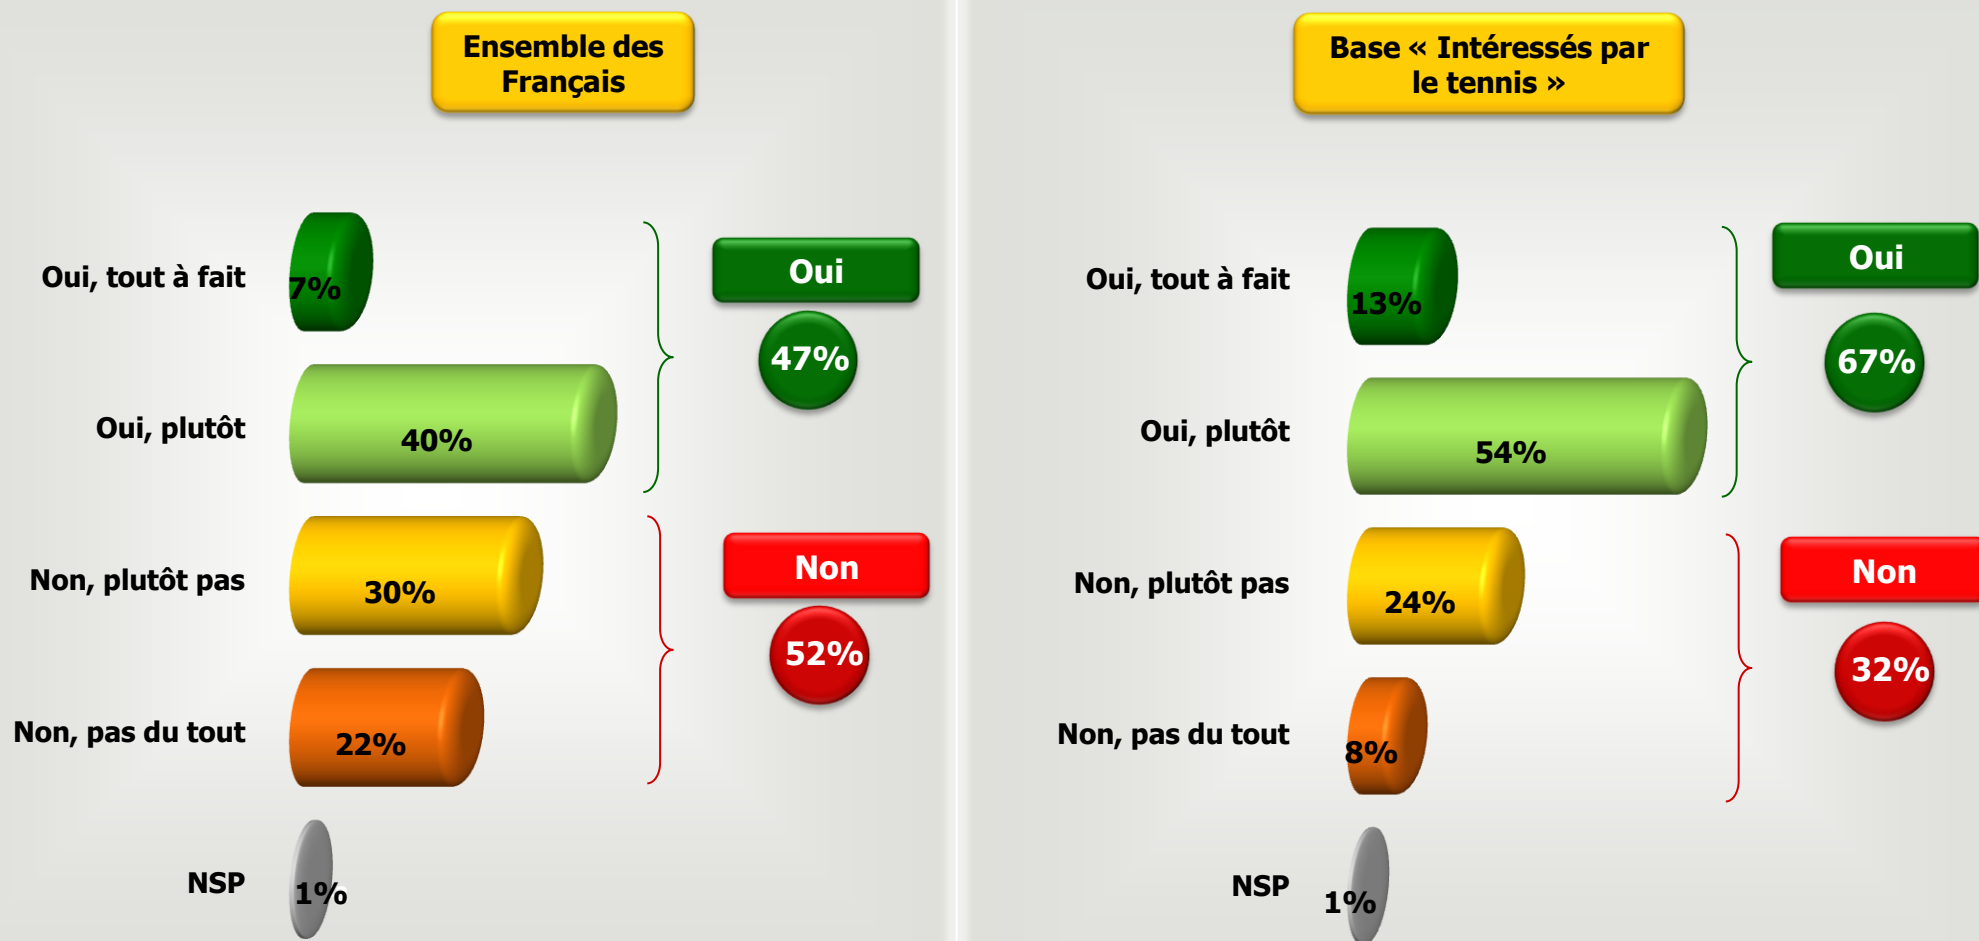 Ensemble des
Français
Oui, tout à fait
7%
Oui, plutôt
40%
Non, plutôt pas
30%
Non, pas du tout
22%
NSP
1%
Oui
47%
Non
52%
Base « Intéressés par
le tennis »
Oui, tout à fait
13%
Oui, plutôt
54%
Non, plutôt pas
24%
Non, pas du tout
8%
NSP
1%
Oui
67%
Non
32%